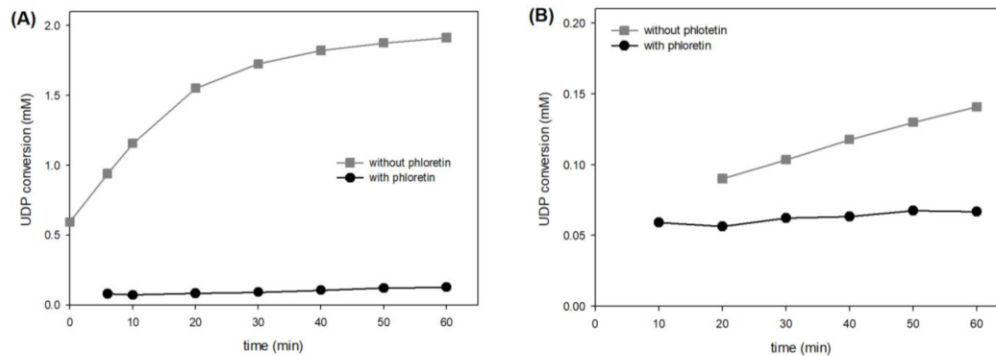 (A)
2.0
1.5
1.0
0.5
0.0
UDP conversion (mM)
without phloretin
with phloretin
0 10 20 30 40 50 60
time (min)
(B)
0.20
0.15
0.10
0.05
0.00
UDP conversion (mM)
without phlotetin
with phloretin
0 10 20 30 40 50 60
time (min)